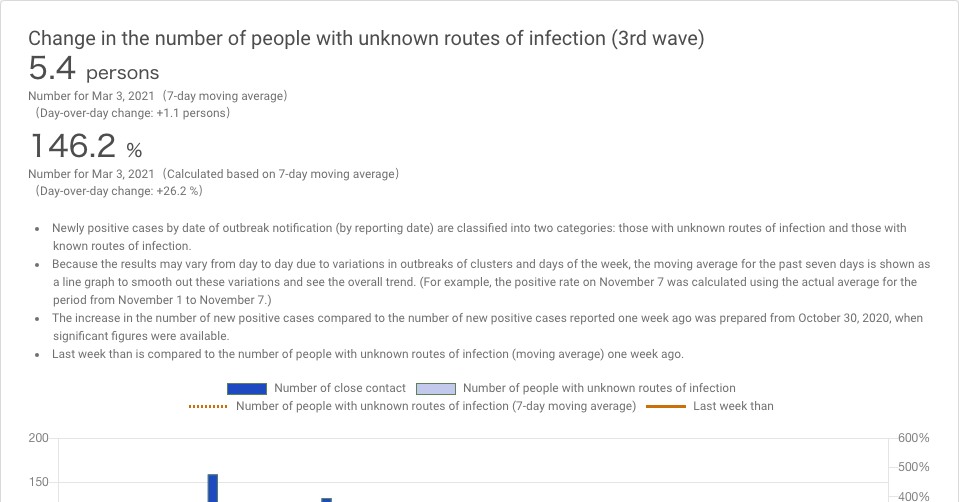 Change in the number of people with unknown routes of infection (3rd wave)
5.4 persons
Number for Mar 3, 2021（7-day moving average）
（Day-over-day change: +1.1 persons）
146.2 %
Number for Mar 3, 2021（Calculated based on 7-day moving average）
（Day-over-day change: +26.2 %）
• Newly positive cases by date of outbreak notification (by reporting date) are classified into two categories: those with unknown routes of infection and those with
known routes of infection.
• Because the results may vary from day to day due to variations in outbreaks of clusters and days of the week, the moving average for the past seven days is shown as
a line graph to smooth out these variations and see the overall trend. (For example, the positive rate on November 7 was calculated using the actual average for the
period from November 1 to November 7.)
• The increase in the number of new positive cases compared to the number of new positive cases reported one week ago was prepared from October 30, 2020, when
significant figures were available.
• Last week than is compared to the number of people with unknown routes of infection (moving average) one week ago.
Number of close contact Number of people with unknown routes of infection
Number of people with unknown routes of infection (7-day moving average) Last week than
200 600%
500%
150
400%